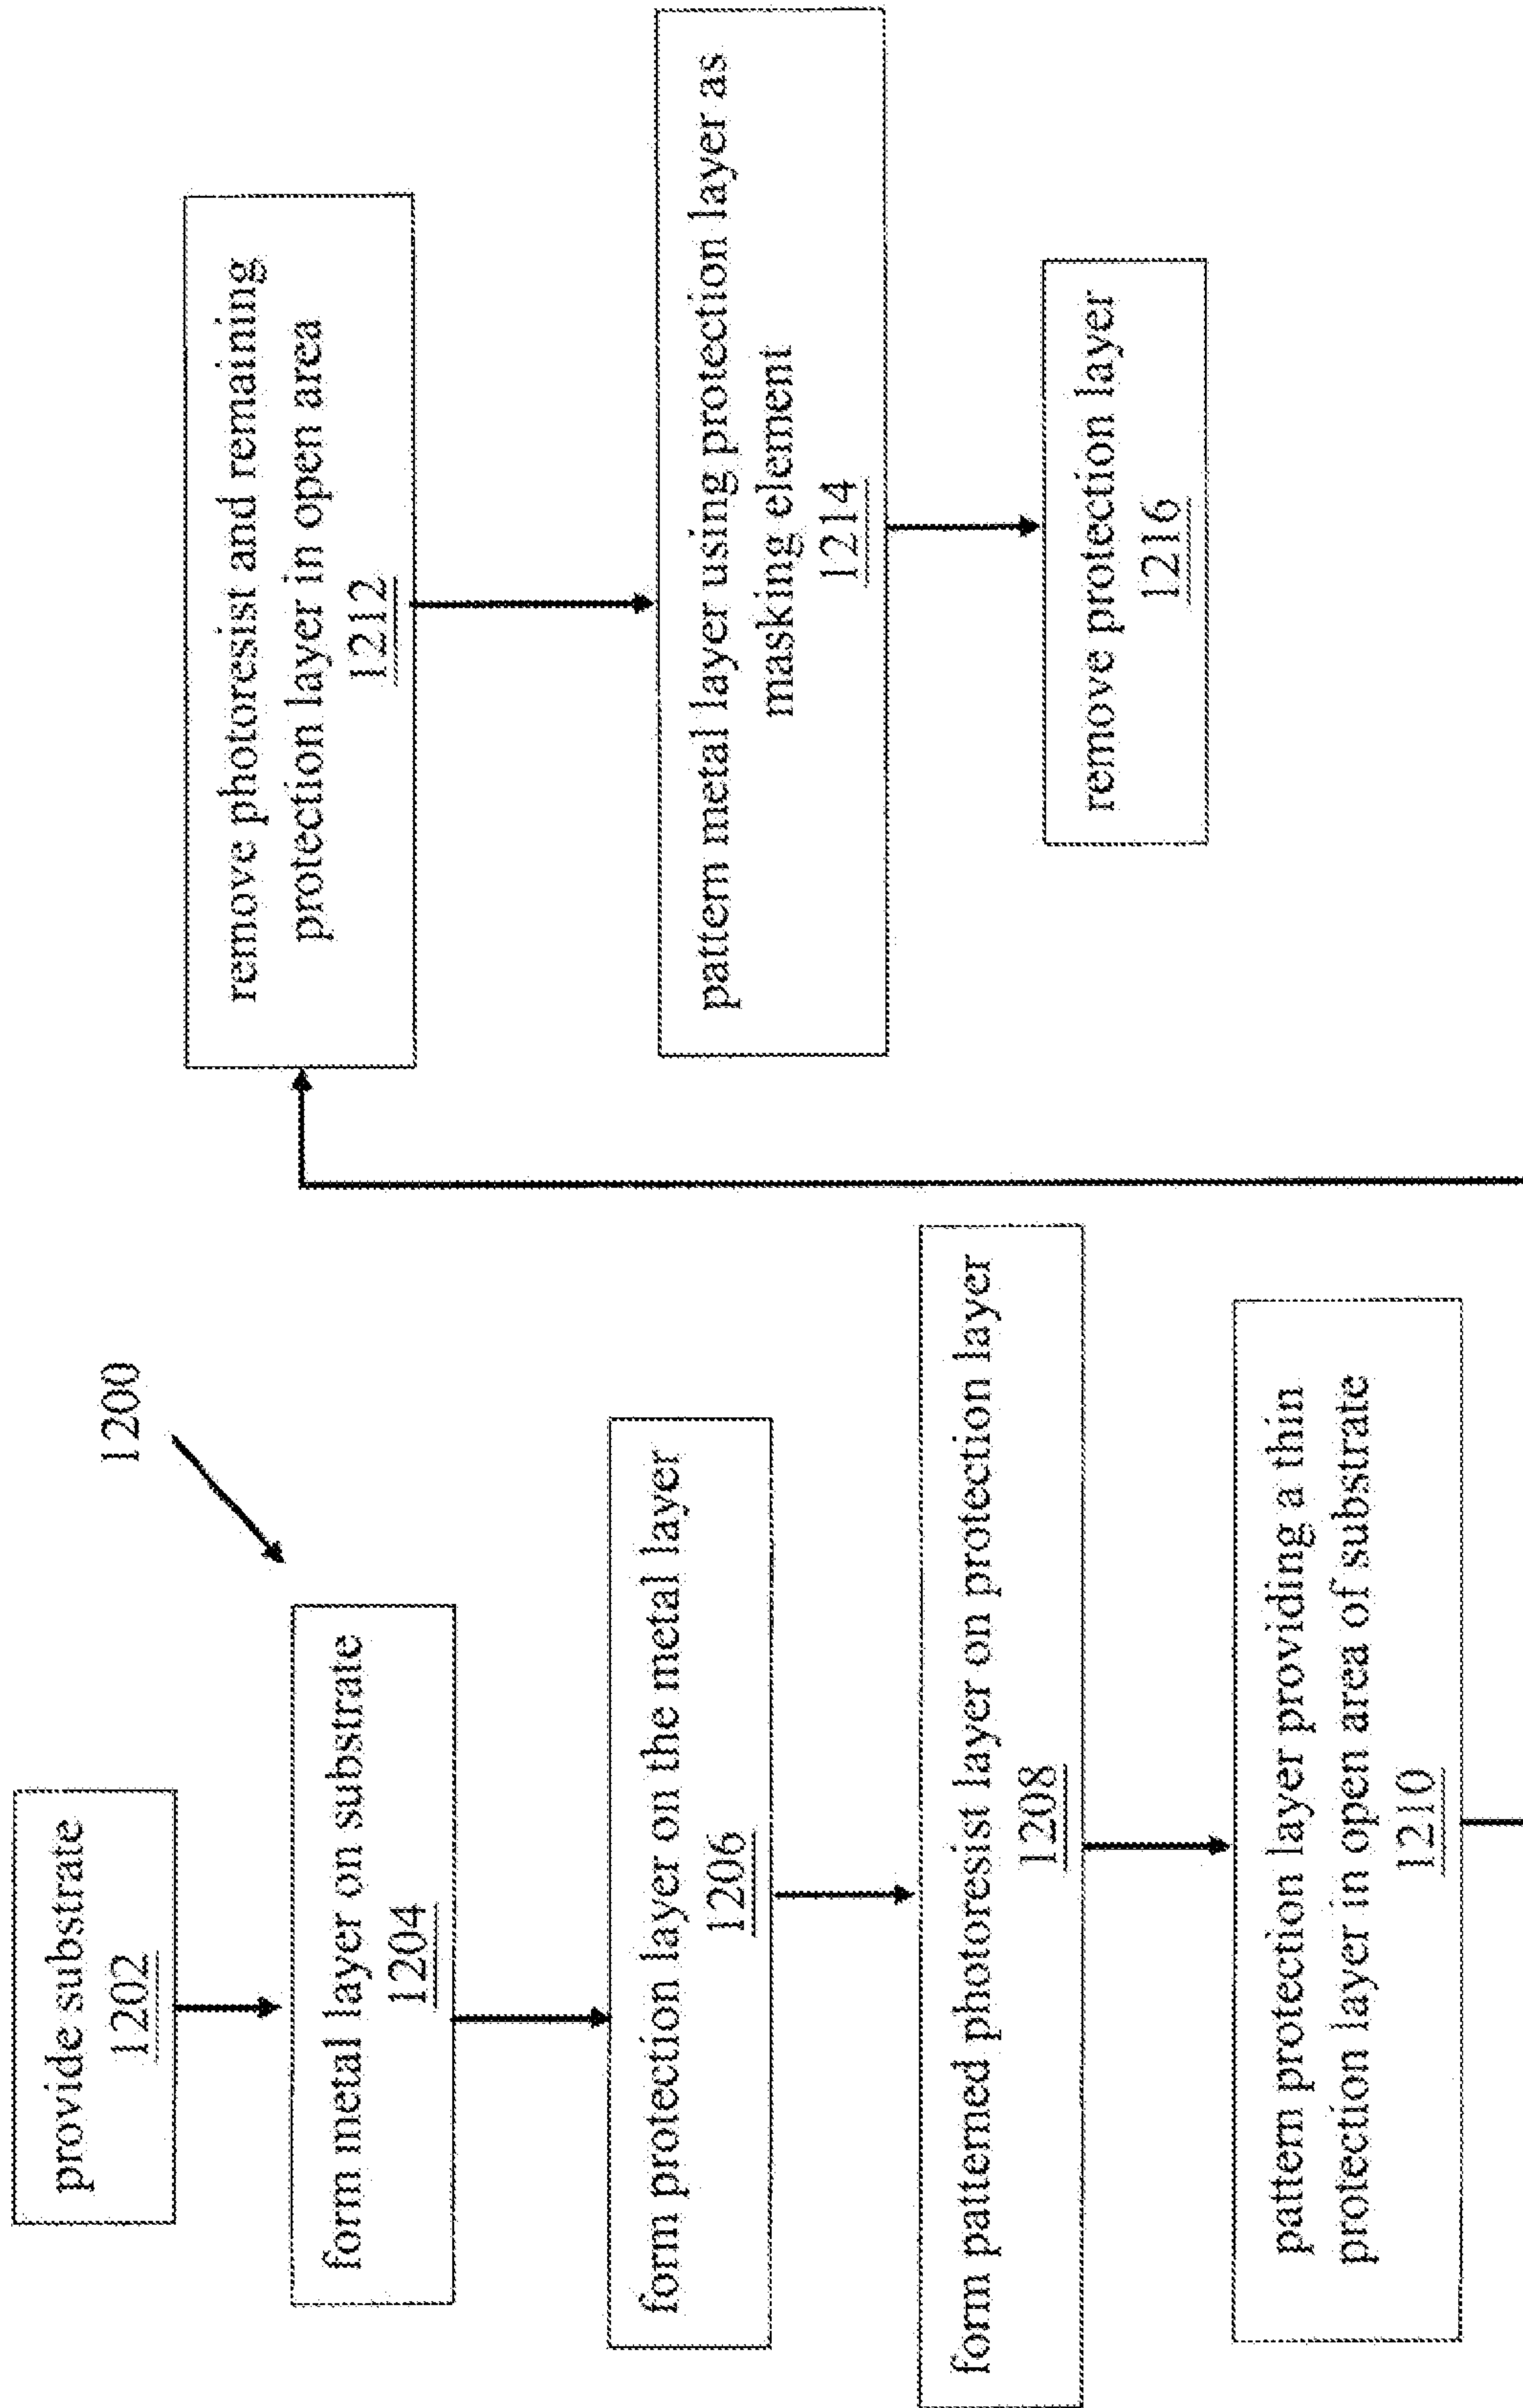 1200
provide substrate
1202
form metal layer on substrate
1204
form protection layer on the metal layer
1206
form patterned photoresist layer on protection layer
1208
pattern protection layer providing a thin
protection layer in open area of substrate
1210
remove photoresist and remaining
protection layer in open area
1212
pattern metal layer using protection layer as
masking element
1214
remove protection layer
1216